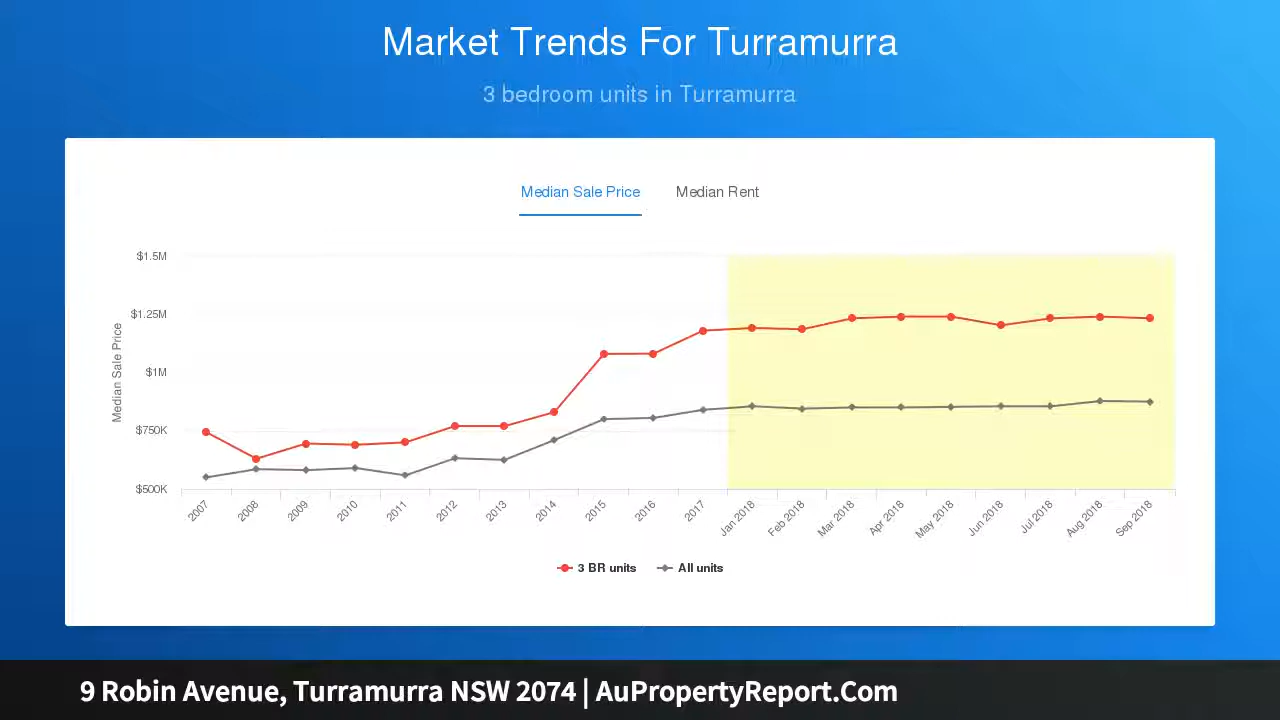 Market Trends For Turramurra
3 bedroom units in Turramurra
Median Sale Price Median Rent
Median Sale Price
$1.5M
$1.25M
$1M
$750K
$500K
2007 2008 2009 2010 2011 2012 2013 2014 2015 2016 2017 Jan 2018 Feb 2018 Mar 2018 Apr 2018 May 2018 Jun 2018 Jul 2018 Aug 2018 Sep 2018
3 BR units All units
9 Robin Avenue, Turramurra NSW 2074 | AuPropertyReport.Com